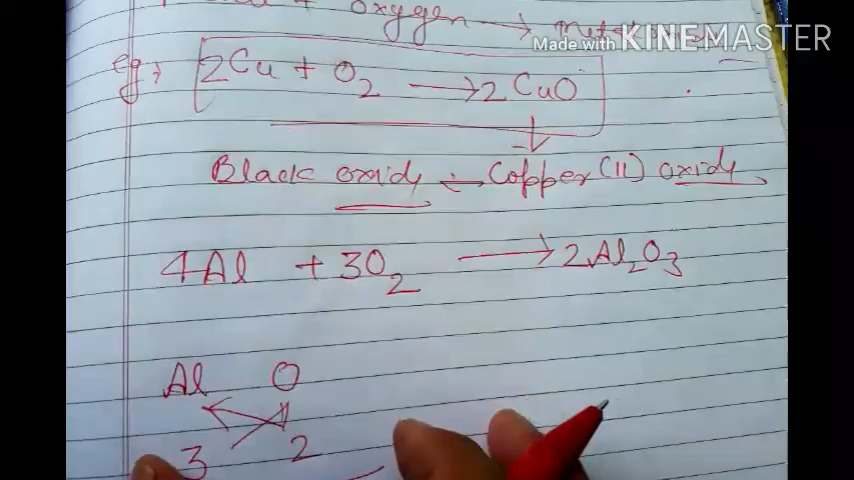 + oxygen →
Made with KINEMASTER
eg, 2Cu + O₂ → 2CuO
Black oxide ← Copper (II) oxide
4Al + 3O₂ → 2Al₂O₃
Al O
3 2